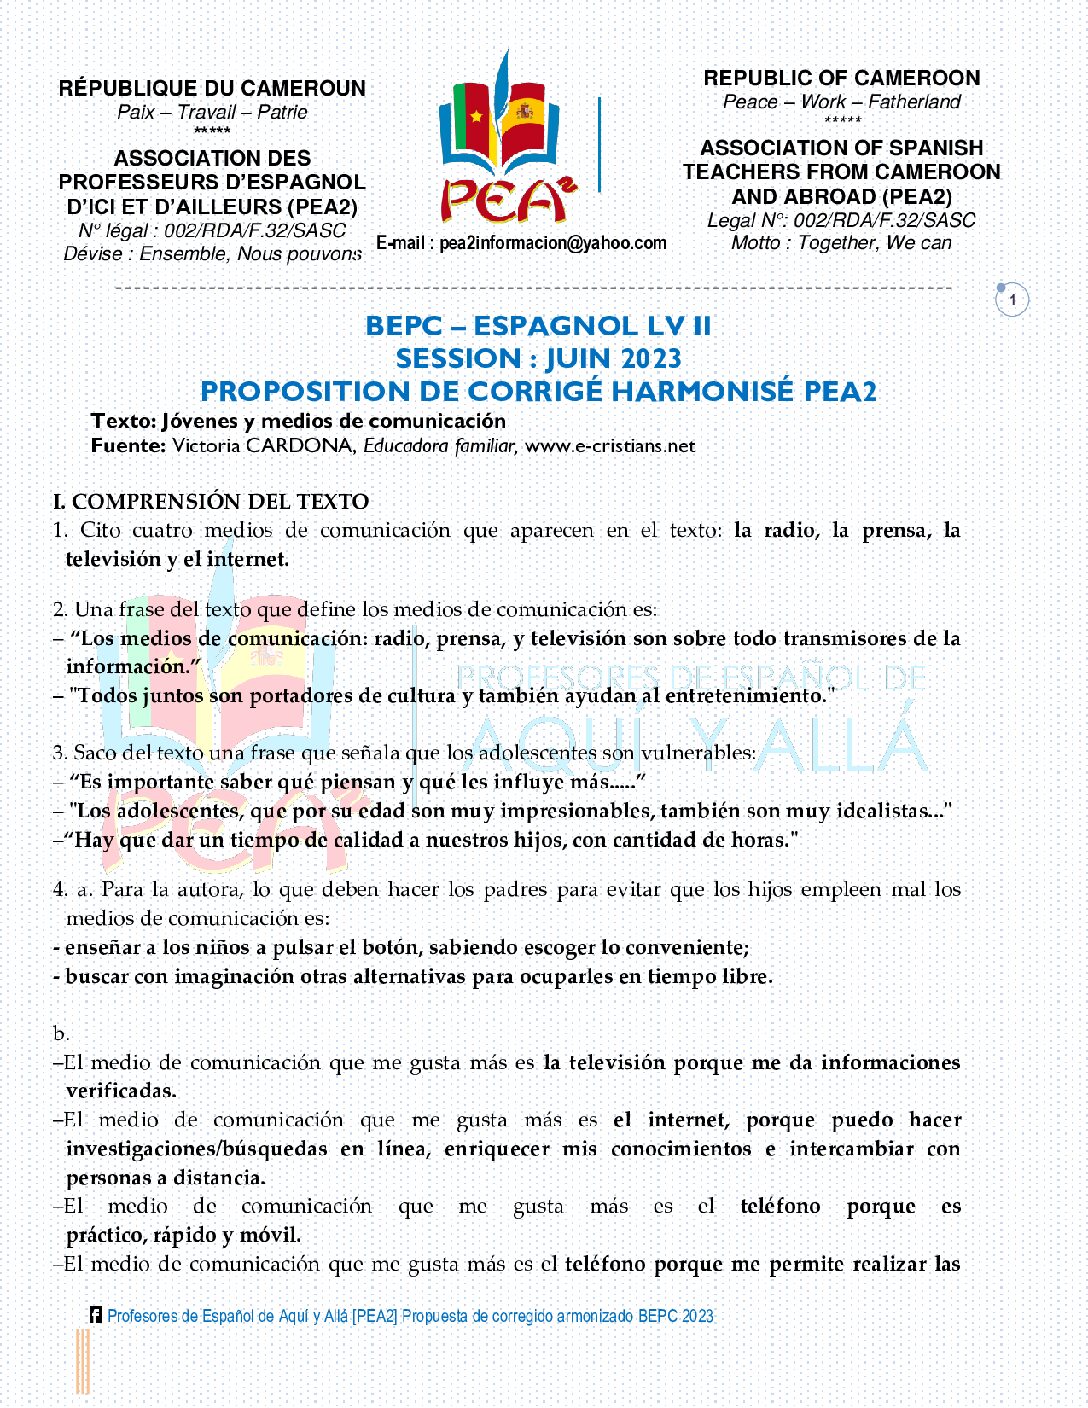 RÉPUBLIQUE DU CAMEROUN
Paix – Travail – Patrie
*****
ASSOCIATION DES
PROFESSEURS D’ESPAGNOL
D’ICI ET D’AILLEURS (PEA2)
N° légal : 002/RDA/F.32/SASC
Dévise : Ensemble, Nous pouvons
PEA2
E-mail : pea2informacion@yahoo.com
REPUBLIC OF CAMEROON
Peace – Work – Fatherland
*****
ASSOCIATION OF SPANISH
TEACHERS FROM CAMEROON
AND ABROAD (PEA2)
Legal N°: 002/RDA/F.32/SASC
Motto : Together, We can
1
BEPC – ESPAGNOL LV II
SESSION : JUIN 2023
PROPOSITION DE CORRIGÉ HARMONISÉ PEA2
Texto: Jóvenes y medios de comunicación
Fuente: Victoria CARDONA, Educadora familiar, www.e-cristians.net
I. COMPRENSIÓN DEL TEXTO
1. Cito cuatro medios de comunicación que aparecen en el texto: la radio, la prensa, la
televisión y el internet.
2. Una frase del texto que define los medios de comunicación es:
– “Los medios de comunicación: radio, prensa, y televisión son sobre todo transmisores de la
información.”
– "Todos juntos son portadores de cultura y también ayudan al entretenimiento."
3. Saco del texto una frase que señala que los adolescentes son vulnerables:
– “Es importante saber qué piensan y qué les influye más.....”
– "Los adolescentes, que por su edad son muy impresionables, también son muy idealistas..."
–“Hay que dar un tiempo de calidad a nuestros hijos, con cantidad de horas."
4. a. Para la autora, lo que deben hacer los padres para evitar que los hijos empleen mal los
medios de comunicación es:
- enseñar a los niños a pulsar el botón, sabiendo escoger lo conveniente;
- buscar con imaginación otras alternativas para ocuparles en tiempo libre.
b.
–El medio de comunicación que me gusta más es la televisión porque me da informaciones
verificadas.
–El medio de comunicación que me gusta más es el internet, porque puedo hacer
investigaciones/búsquedas en línea, enriquecer mis conocimientos e intercambiar con
personas a distancia.
–El medio de comunicación que me gusta más es el teléfono porque es
práctico, rápido y móvil.
–El medio de comunicación que me gusta más es el teléfono porque me permite realizar las
PROFESORES DE ESPAÑOL DE
AQUÍ Y ALLÁ
PEA2
Profesores de Español de Aquí y Allá [PEA2] Propuesta de corregido armonizado BEPC 2023